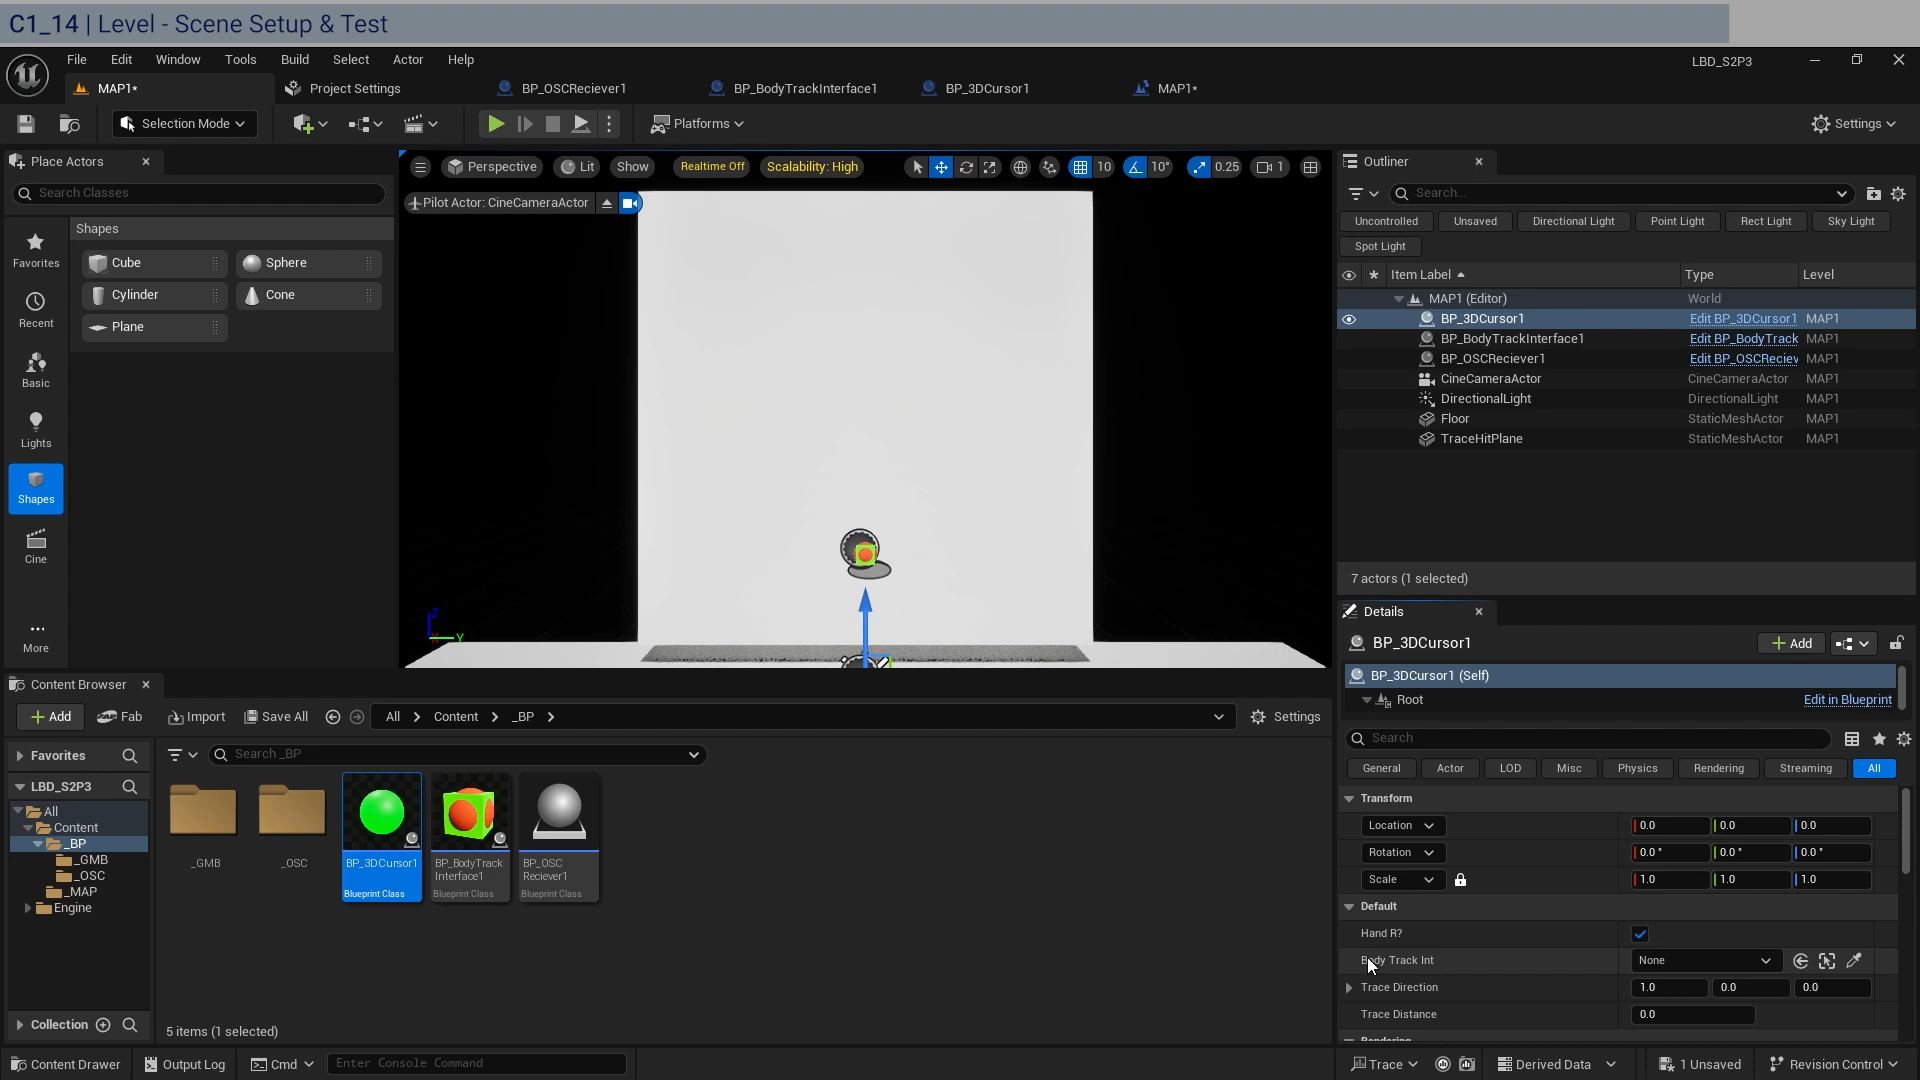 C1_14 | Level - Scene Setup & Test
File Edit Window Tools Build Select Actor Help
LBD_S2P3
MAP1*
Project Settings
BP_OSCReciever1
BP_BodyTrackInterface1
BP_3DCursor1
MAP1*
Selection Mode
Platforms
Settings
Place Actors
Search Classes
Shapes
Cube
Sphere
Cylinder
Cone
Plane
Favorites
Recent
Basic
Lights
Shapes
Cine
More
Perspective Lit Show Realtime Off Scalability: High 10 10° 0.25 1
Pilot Actor: CineCameraActor
Z
Y
Outliner
Search...
Uncontrolled Unsaved Directional Light Point Light Rect Light Sky Light
Spot Light
Item Label Type Level
MAP1 (Editor) World
BP_3DCursor1 Edit BP_3DCursor1 MAP1
BP_BodyTrackInterface1 Edit BP_BodyTrack MAP1
BP_OSCReciever1 Edit BP_OSCReciev MAP1
CineCameraActor CineCameraActor MAP1
DirectionalLight DirectionalLight MAP1
Floor StaticMeshActor MAP1
TraceHitPlane StaticMeshActor MAP1
7 actors (1 selected)
Details
BP_3DCursor1
Add
BP_3DCursor1 (Self)
Root Edit in Blueprint
Search
General Actor LOD Misc Physics Rendering Streaming All
Transform
Location 0.0 0.0 0.0
Rotation 0.0° 0.0° 0.0°
Scale 1.0 1.0 1.0
Default
Hand R?
Body Track Int None
Trace Direction 1.0 0.0 0.0
Trace Distance 0.0
Rendering
Content Browser
Add Fab Import Save All All Content _BP Settings
Favorites
Search _BP
LBD_S2P3
All
Content
_BP
_GMB
_OSC
_MAP
Engine
Collection
_GMB
_OSC
BP_3DCursor1
Blueprint Class
BP_BodyTrack
Interface1
Blueprint Class
BP_OSC
Reciever1
Blueprint Class
5 items (1 selected)
Content Drawer Output Log Cmd Enter Console Command
Trace Derived Data 1 Unsaved Revision Control